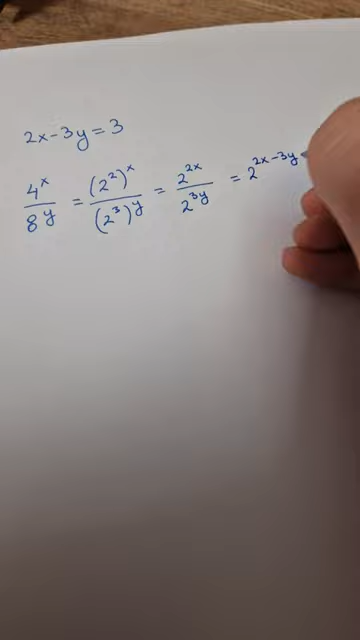 2x-3y=3
4^x/8^y = (2^2)^x/(2^3)^y = 2^2x/2^3y = 2^2x-3y